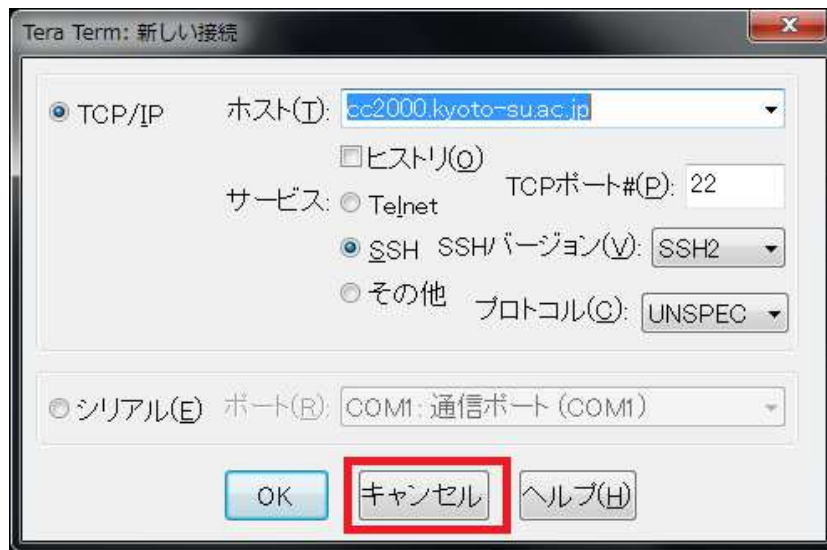 Tera Term: 新しい接続
TCP/IP
ホスト(T): cc2000.kyoto-su.ac.jp
ヒストリ(O)
サービス: Telnet
TCPポート#(P): 22
SSH SSHバージョン(V): SSH2
その他
プロトコル(C): UNSPEC
シリアル(E) ポート(R): COM1: 通信ポート (COM1)
OK キャンセル ヘルプ(H)